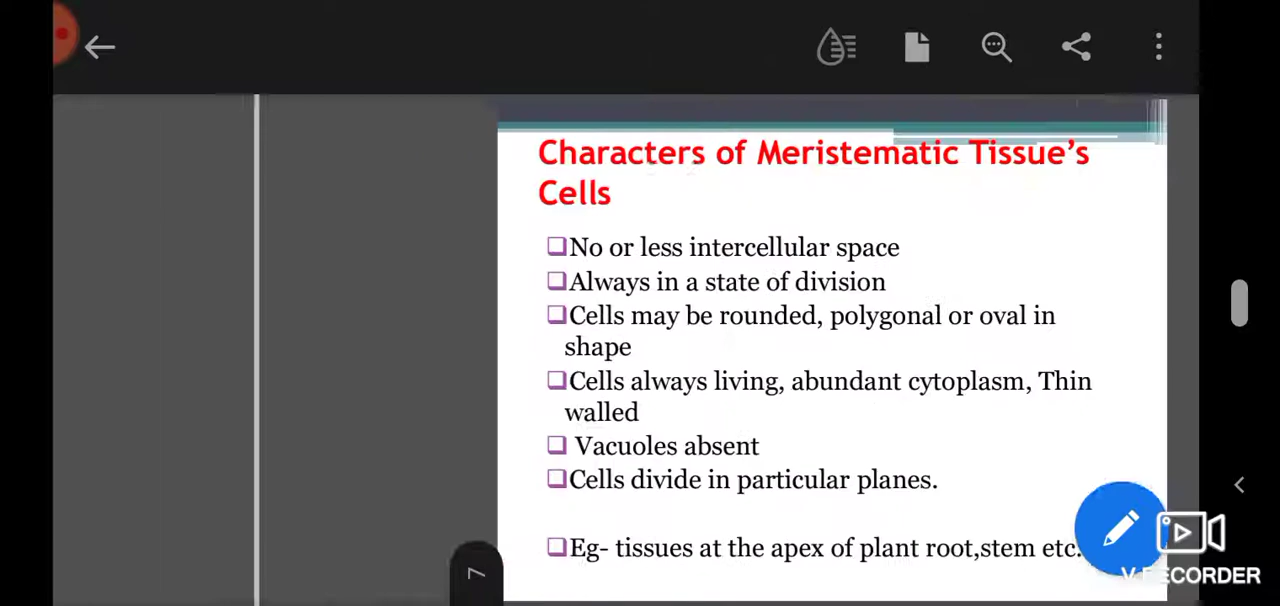 Characters of Meristematic Tissue's
Cells
❑No or less intercellular space
❑Always in a state of division
❑Cells may be rounded, polygonal or oval in
shape
❑Cells always living, abundant cytoplasm, Thin
walled
❑ Vacuoles absent
❑Cells divide in particular planes.
❑Eg- tissues at the apex of plant root,stem etc.
7
V RECORDER